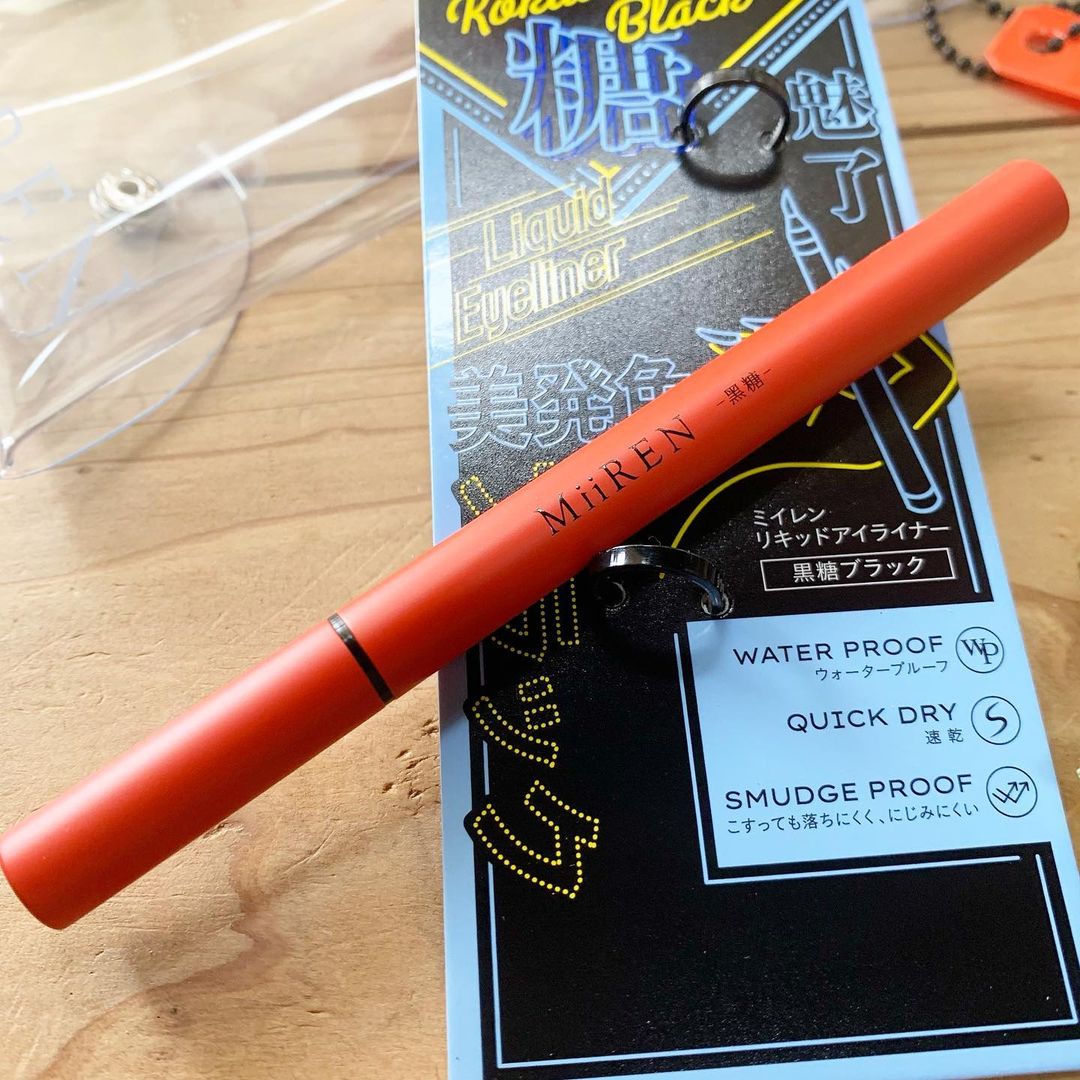 Black
糖
魅了
Liquid
Eyeliner
美発色
MiiREN
-黒糖-
ミイレン
リキッドアイライナー
黒糖ブラック
WATER PROOF
WP
ウォータープルーフ
QUICK DRY
S
速乾
SMUDGE PROOF
こすっても落ちにくく、にじみにくい